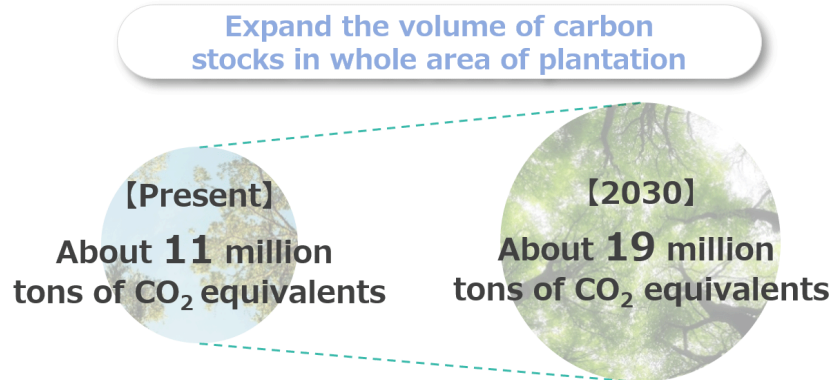 Expand the volume of carbon
stocks in whole area of plantation
【Present】
About 11 million
tons of CO₂ equivalents
【2030】
About 19 million
tons of CO₂ equivalents